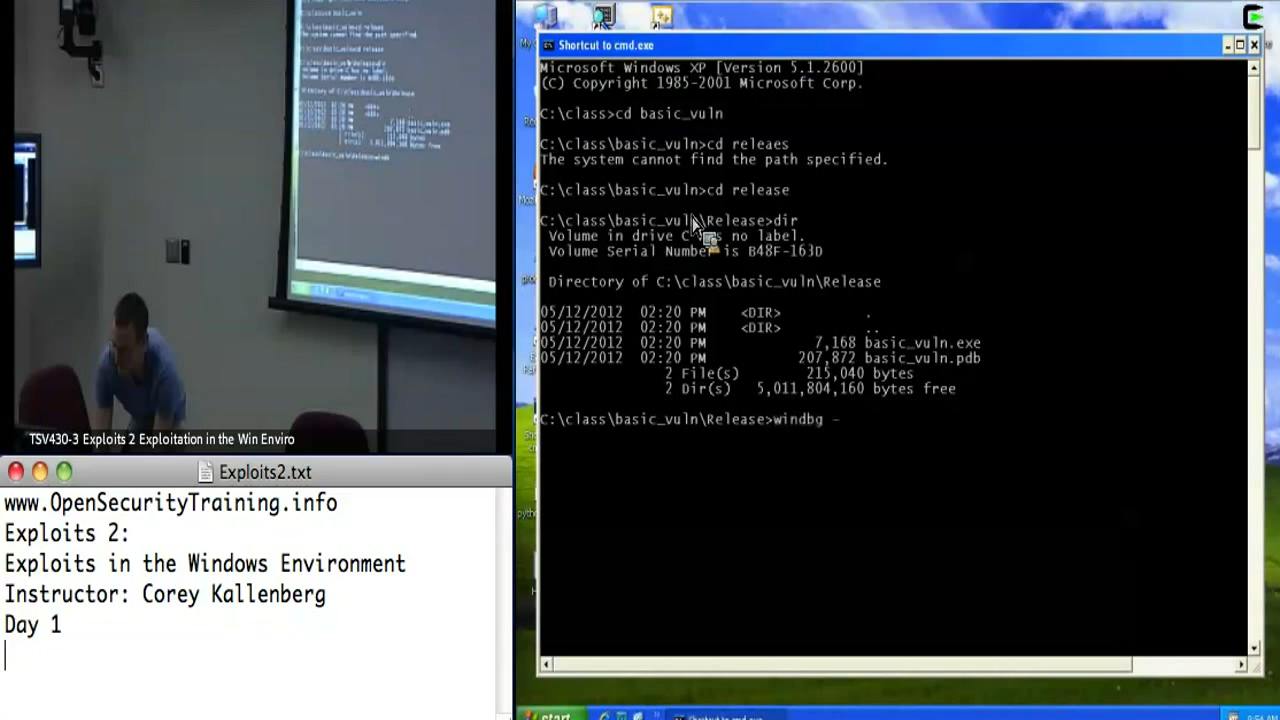 TSV430-3 Exploits 2 Exploitation in the Win Enviro
Exploits2.txt
www.OpenSecurityTraining.info
Exploits 2:
Exploits in the Windows Environment
Instructor: Corey Kallenberg
Day 1
Shortcut to cmd.exe
Microsoft Windows XP [Version 5.1.2600]
(C) Copyright 1985-2001 Microsoft Corp.
C:\class>cd basic_vuln
C:\class\basic_vuln>cd releaes
The system cannot find the path specified.
C:\class\basic_vuln>cd release
C:\class\basic_vuln\Release>dir
Volume in drive C has no label.
Volume Serial Number is B48F-163D
Directory of C:\class\basic_vuln\Release
05/12/2012 02:20 PM <DIR> .
05/12/2012 02:20 PM <DIR> ..
05/12/2012 02:20 PM 7,168 basic_vuln.exe
05/12/2012 02:20 PM 207,872 basic_vuln.pdb
2 File(s) 215,040 bytes
2 Dir(s) 5,011,804,160 bytes free
C:\class\basic_vuln\Release>windbg -
start
Shortcut to cmd.exe